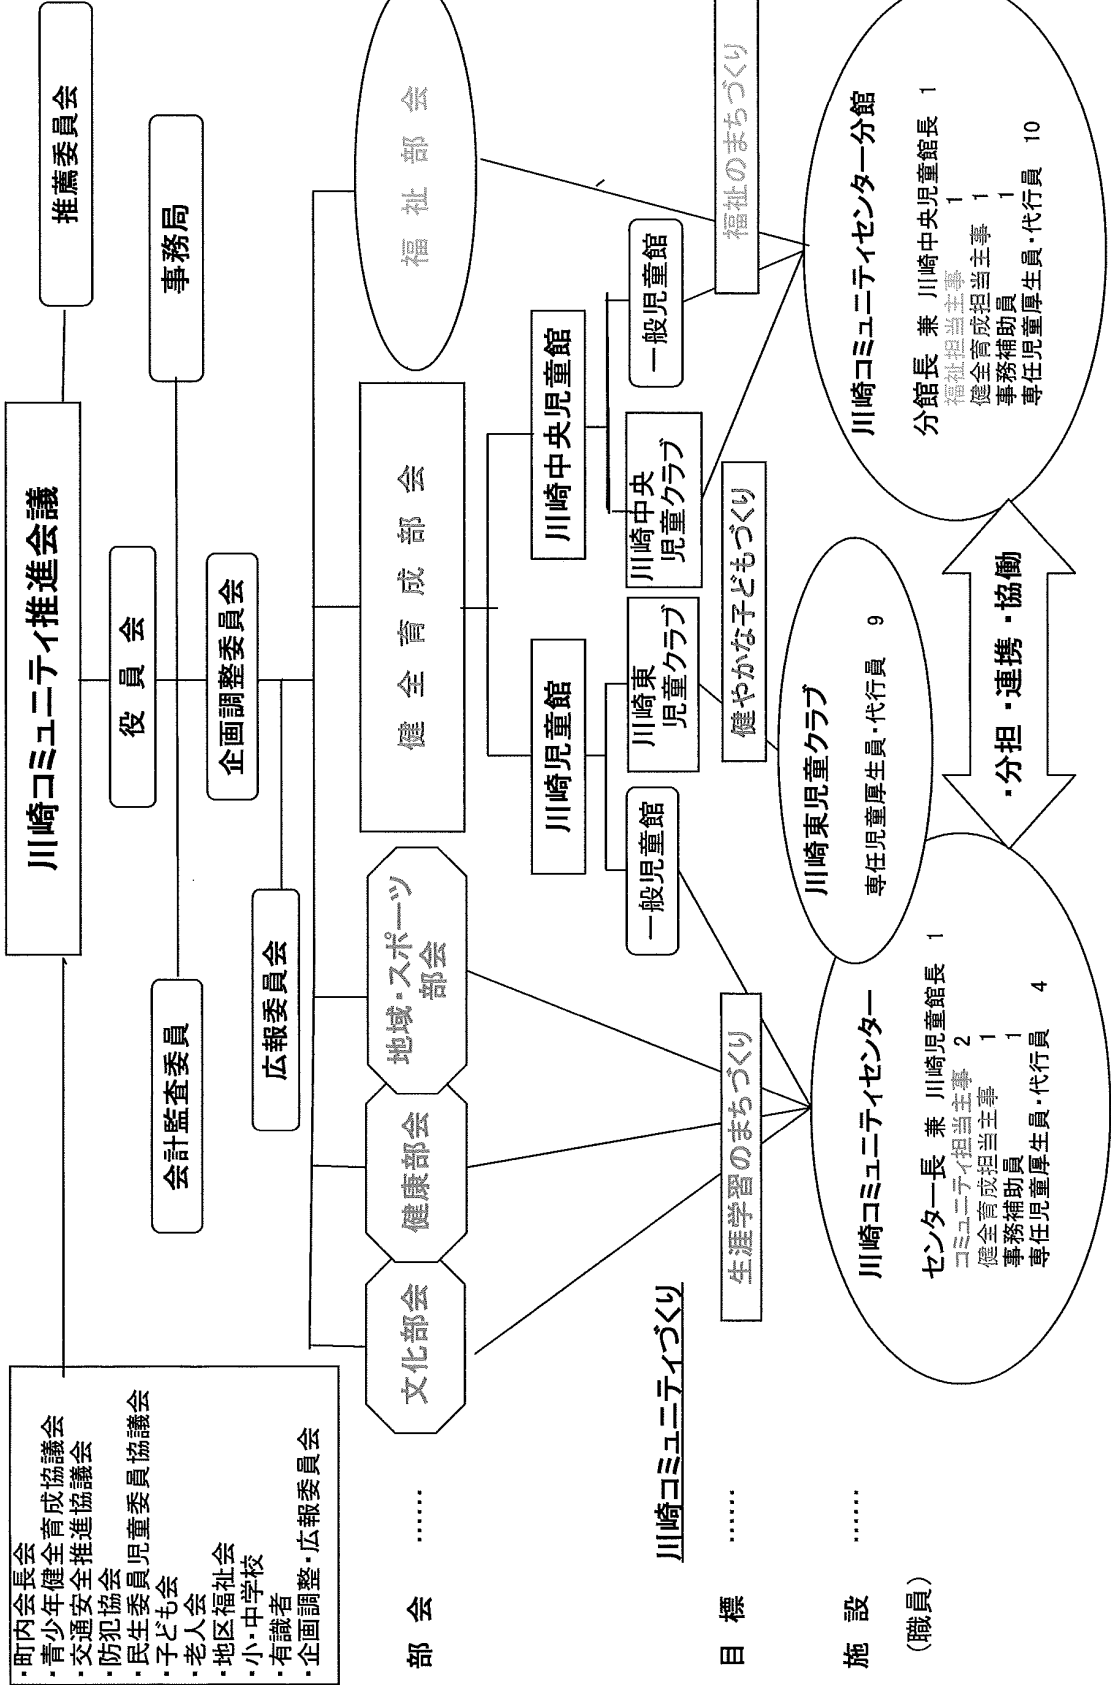 川崎コミュニティ推進会議
推薦委員会
役 員 会
事務局
会計監査委員
企画調整委員会
広報委員会
・町内会長会
・青少年健全育成協議会
・交通安全推進協議会
・防犯協会
・民生委員児童委員協議会
・子ども会
・老人会
・地区福祉会
・小・中学校
・有識者
・企画調整・広報委員会
部 会 ……
文化部会
健康部会
地域・スポーツ
部会
健 全 育 成 部 会
福 祉 部 会
川崎児童館
川崎中央児童館
一般児童館
川崎東
児童クラブ
川崎中央
児童クラブ
一般児童館
川崎コミュニティづくり
目 標 ……
生涯学習のまちづくり
健やかな子どもづくり
福祉のまちづくり
施 設 ……
（職員）
川崎コミュニティセンター
センター長 兼 川崎児童館長 1
コミュニティ担当主事 2
健全育成担当主事 1
事務補助員 1
専任児童厚生員・代行員 4
川崎東児童クラブ
専任児童厚生員・代行員 9
・分担・連携・協働
川崎コミュニティセンター分館
分館長 兼 川崎中央児童館長 1
福祉担当主事 1
健全育成担当主事 1
事務補助員 1
専任児童厚生員・代行員 10